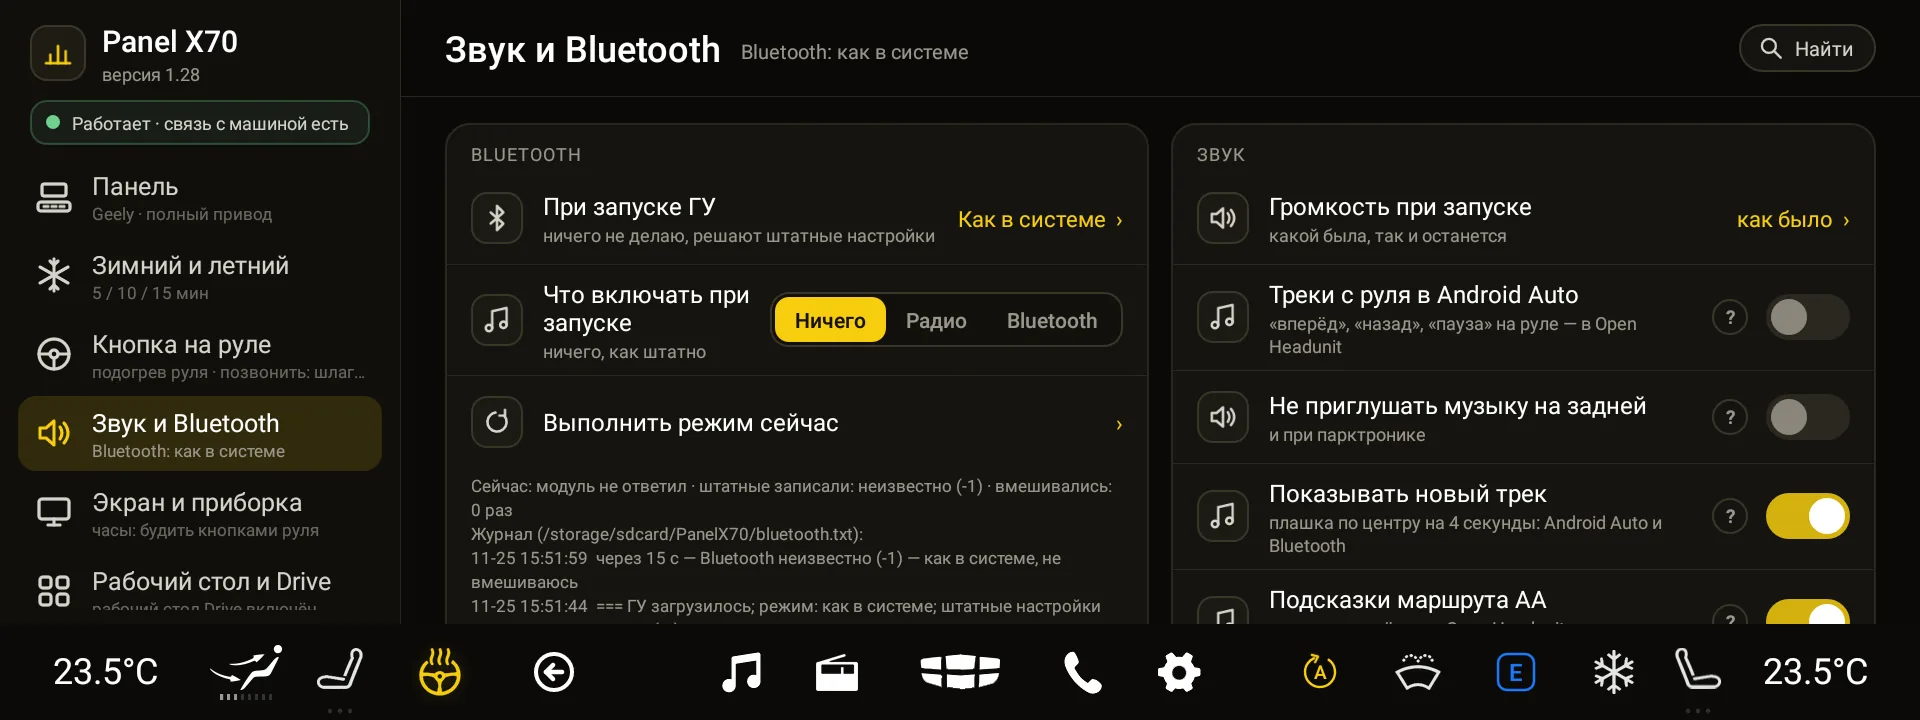 Panel X70
версия 1.28
Работает · связь с машиной есть
Панель
Geely · полный привод
Зимний и летний
5 / 10 / 15 мин
Кнопка на руле
подогрев руля · позвонить: шлаг...
Звук и Bluetooth
Bluetooth: как в системе
Экран и приборка
часы: будить кнопками руля
Рабочий стол и Drive
рабочий стол Drive включён
Звук и Bluetooth
Bluetooth: как в системе
Найти
BLUETOOTH
При запуске ГУ
ничего не делаю, решают штатные настройки
Как в системе ›
Что включать при
запуске
ничего, как штатно
Ничего
Радио
Bluetooth
Выполнить режим сейчас
›
Сейчас: модуль не ответил · штатные записали: неизвестно (-1) · вмешивались:
0 раз
Журнал (/storage/sdcard/PanelX70/bluetooth.txt):
11-25 15:51:59 через 15 с — Bluetooth неизвестно (-1) — как в системе, не
вмешиваюсь
11-25 15:51:44 === ГУ загрузилось; режим: как в системе; штатные настройки
ЗВУК
Громкость при запуске
какой была, так и останется
как было ›
Треки с руля в Android Auto
«вперёд», «назад», «пауза» на руле — в Open
Headunit
?
Не приглушать музыку на задней
и при парктронике
?
Показывать новый трек
плашка по центру на 4 секунды: Android Auto и
Bluetooth
?
Подсказки маршрута AA
?
23.5°C
A
E
23.5°C